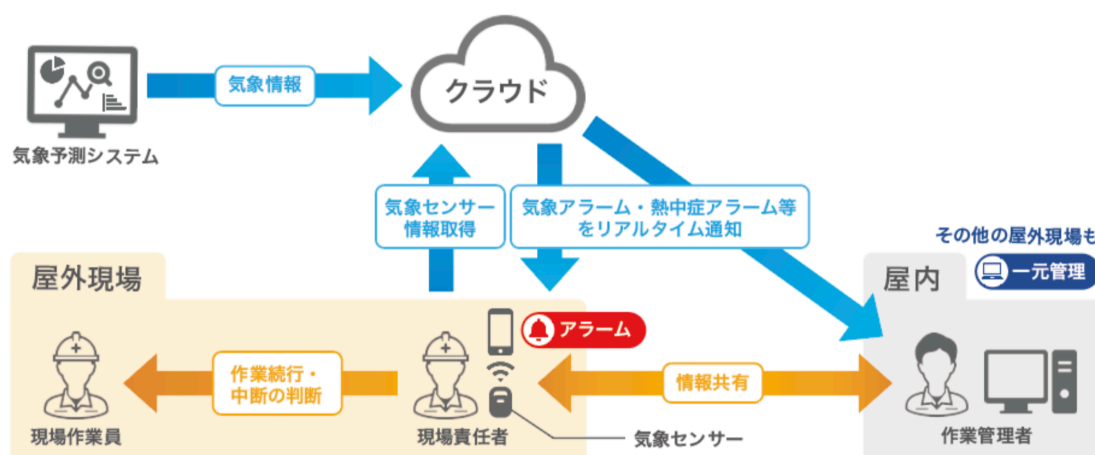 気象情報
クラウド
気象予測システム
気象センサー
情報取得
気象アラーム・熱中症アラーム等
をリアルタイム通知
その他の屋外現場も
一元管理
屋外現場
屋内
アラーム
作業続行・
中断の判断
情報共有
現場作業員
現場責任者
気象センサー
作業管理者